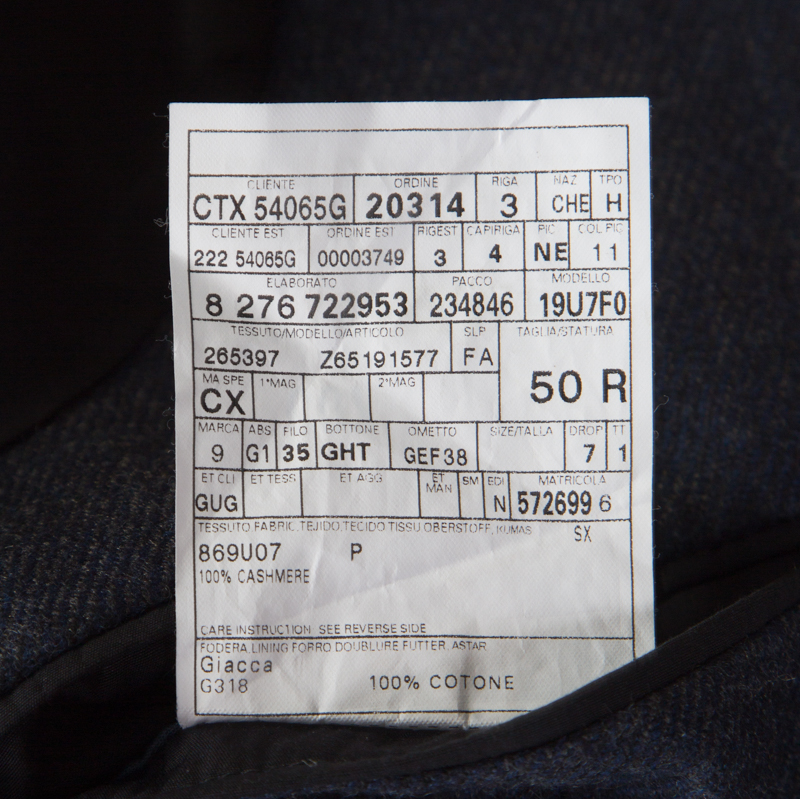 CLIENTE ORDINE RIGA NAZ TPO
CTX 54065G 20314 3 CHE H
CLIENTE EST ORDINE EST RIGEST CAPIRIGA PIC COL PIC
222 54065G 00003749 3 4 NE 11
ELABORATO PACCO MODELLO
8 276 722953 234846 19U7F0
TESSUTO/MODELLO/ARTICOLO SLP TAGLIA/STATURA
265397 Z65191577 FA 50 R
MA SPE 1°MAG 2°MAG
CX
MARCA ABS FILO BOTTONE OMETTO SIZE/TALLA DROP TT
9 G1 35 GHT GEF38 7 1
ET CLI ET TESS ET AGG ET MAN SM EDI MATRICOLA
GUG N 572699 6
TESSUTO FABRIC.TEJIDO.TECIDO TISSU OBERSTOFF. KUMAS SX
869U07 P
100% CASHMERE
CARE INSTRUCTION SEE REVERSE SIDE
FODERA LINING FORRO DOUBLURE FUTTER ASTAR
Giacca
G318 100% COTONE